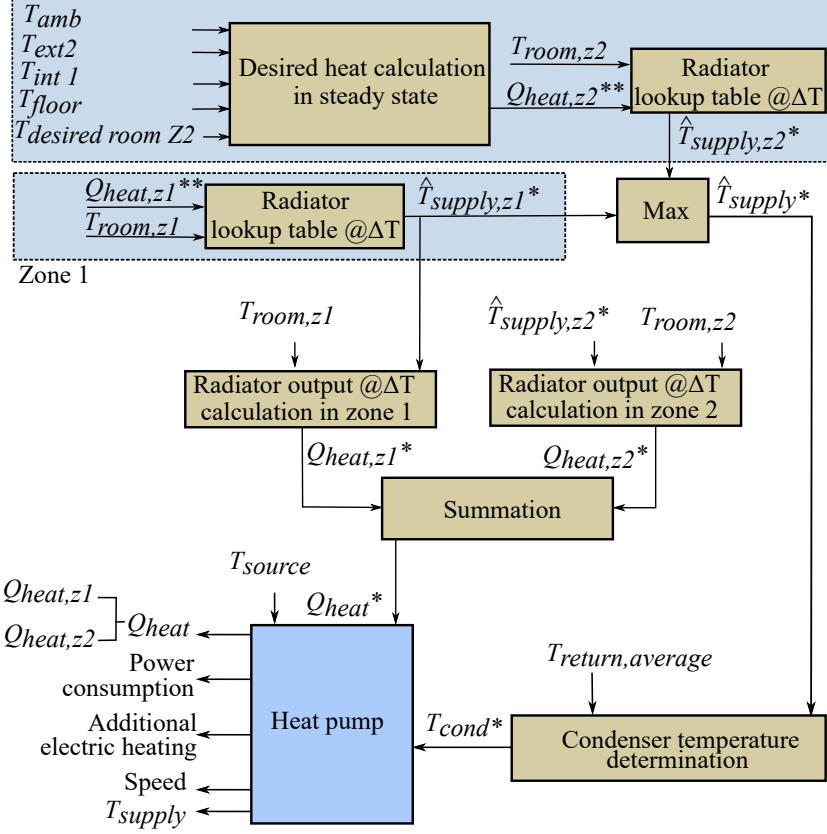 T_amb
T_ext2
T_int 1
T_floor
T_desired room Z2
Desired heat calculation
in steady state
T_room,z2
Q_heat,z2**
Radiator
lookup table @ΔT
T̂_supply,z2*
Q_heat,z1**
T_room,z1
Radiator
lookup table @ΔT
T̂_supply,z1*
Max
T̂_supply*
Zone 1
T_room,z1
T̂_supply,z2*
T_room,z2
Radiator output @ΔT
calculation in zone 1
Radiator output @ΔT
calculation in zone 2
Q_heat,z1*
Q_heat,z2*
Summation
T_source
Q_heat*
Q_heat,z1
Q_heat,z2
Q_heat
Power
consumption
Additional
electric heating
Speed
T_supply
Heat pump
T_cond*
T_return,average
Condenser temperature
determination